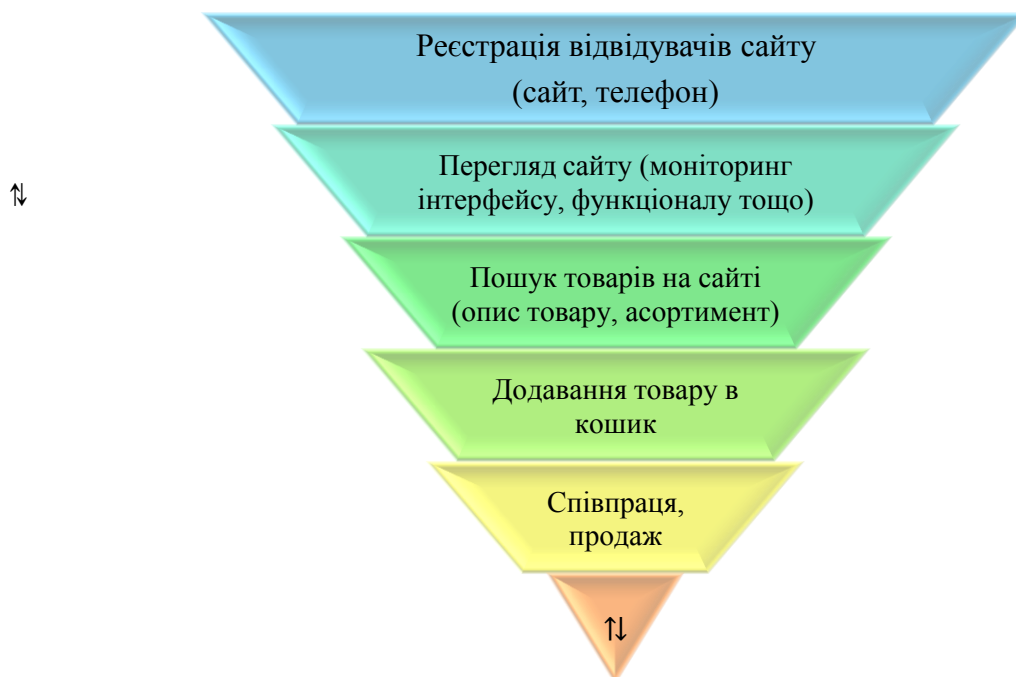 Реєстрація відвідувачів сайту
(сайт, телефон)
Перегляд сайту (моніторинг
інтерфейсу, функціоналу тощо)
⇅
Пошук товарів на сайті
(опис товару, асортимент)
Додавання товару в
кошик
Співпраця,
продаж
⇅